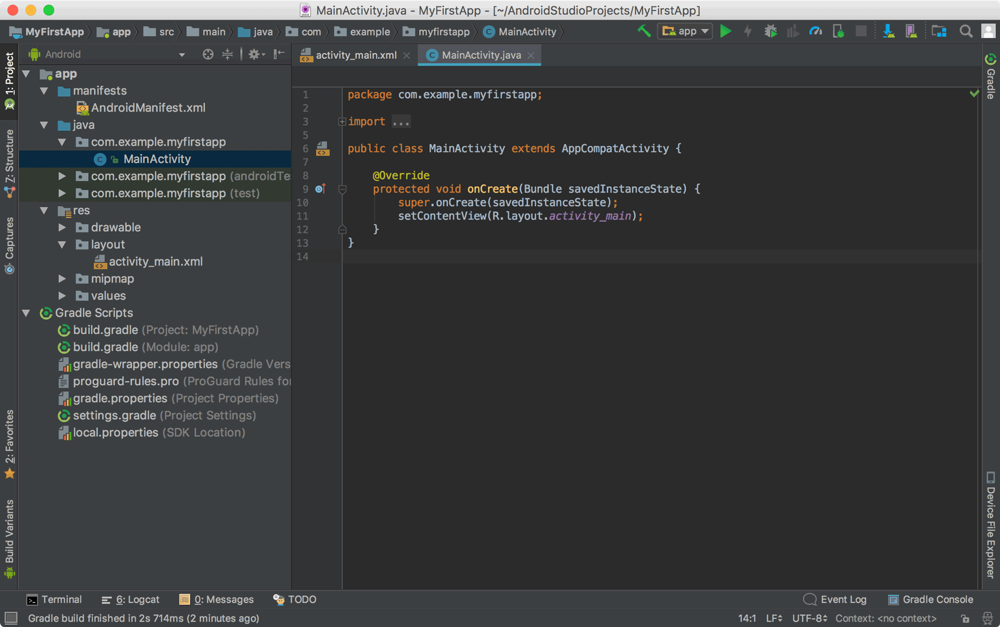 MainActivity.java - MyFirstApp - [~/AndroidStudioProjects/MyFirstApp]
MyFirstApp app src main java com example myfirstapp C MainActivity app
1: Project
Z: Structure
Captures
2: Favorites
Build Variants
Android
app
manifests
AndroidManifest.xml
java
com.example.myfirstapp
C MainActivity
com.example.myfirstapp (androidTe
com.example.myfirstapp (test)
res
drawable
layout
activity_main.xml
mipmap
values
Gradle Scripts
build.gradle (Project: MyFirstApp)
build.gradle (Module: app)
gradle-wrapper.properties (Gradle Vers
proguard-rules.pro (ProGuard Rules for
gradle.properties (Project Properties)
settings.gradle (Project Settings)
local.properties (SDK Location)
activity_main.xml C MainActivity.java
1 package com.example.myfirstapp;
2
3 import ...
5
6 public class MainActivity extends AppCompatActivity {
7
8 @Override
9 protected void onCreate(Bundle savedInstanceState) {
10 super.onCreate(savedInstanceState);
11 setContentView(R.layout.activity_main);
12 }
13 }
14
Gradle
Device File Explorer
Terminal 6: Logcat 0: Messages TODO Event Log Gradle Console
Gradle build finished in 2s 714ms (2 minutes ago) 14:1 LF UTF-8 Context: <no context>